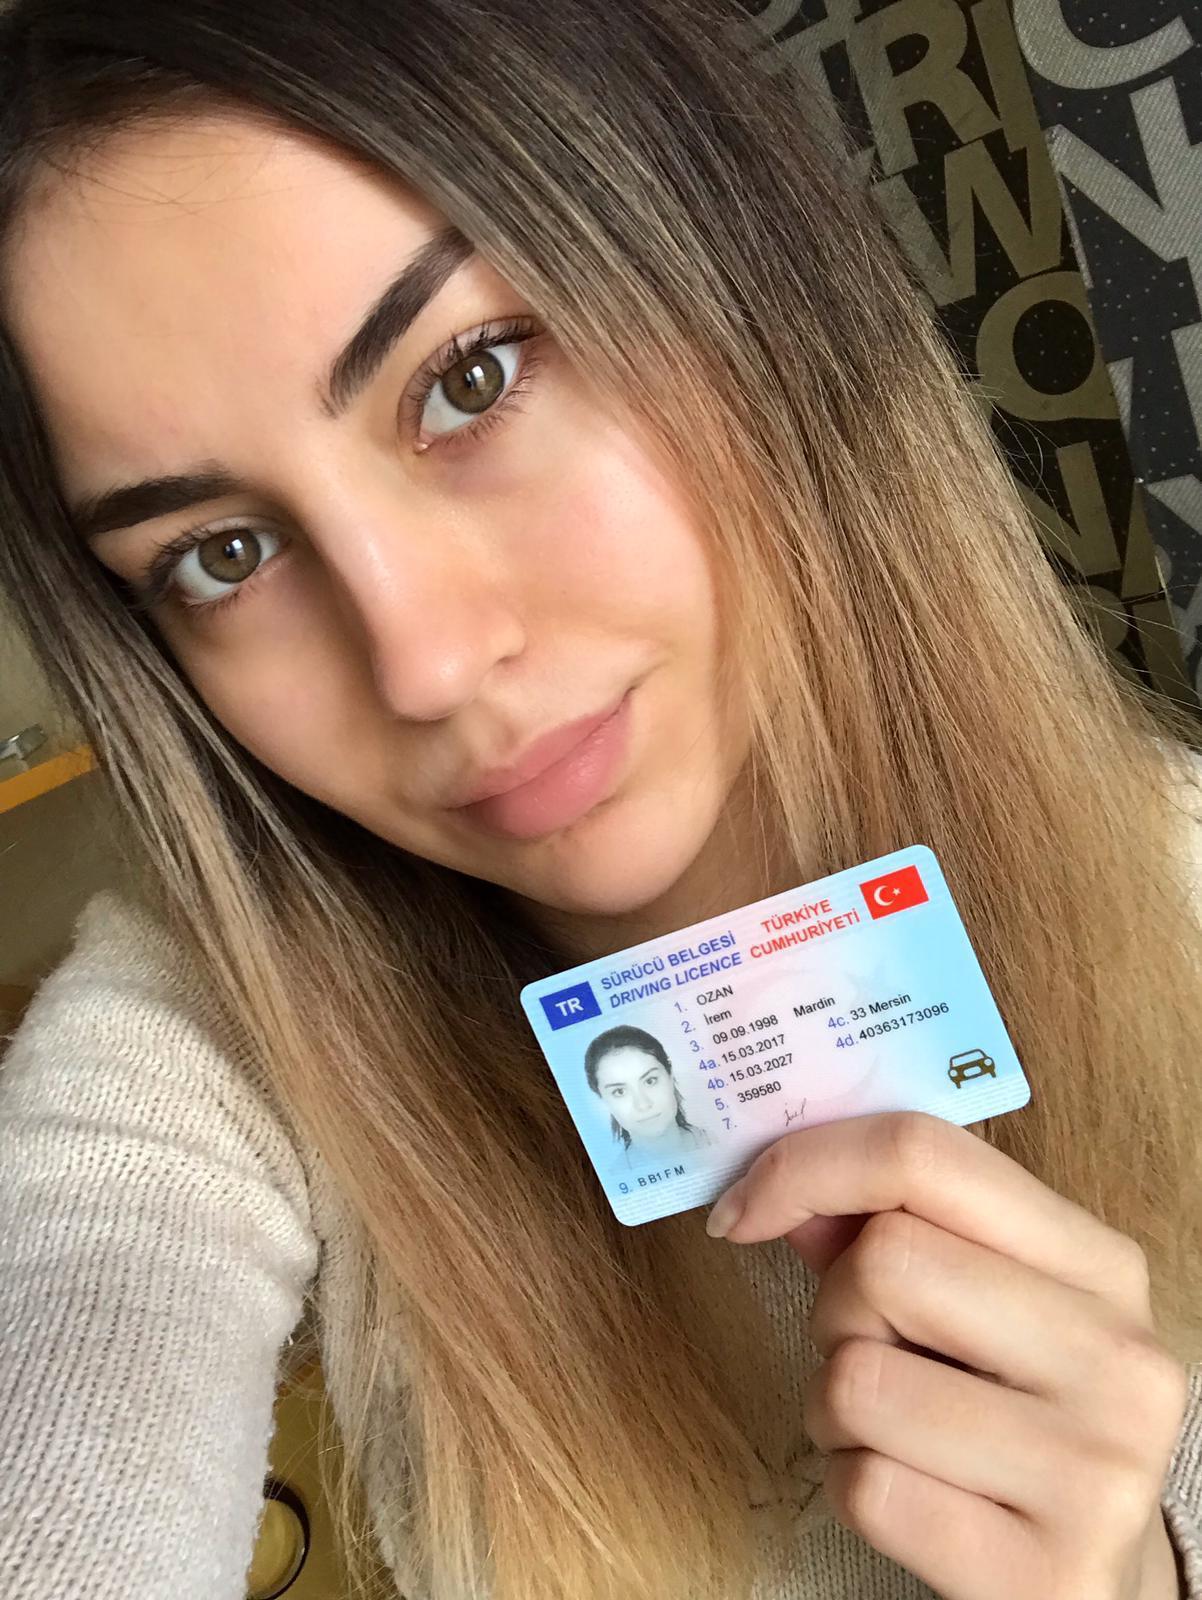 TR
SÜRÜCÜ BELGESİ TÜRKİYE
DRIVING LICENCE CUMHURİYETİ
1. OZAN
2. İrem
3. 09.09.1998 Mardin
4a. 15.03.2017 4c. 33 Mersin
4b. 15.03.2027 4d. 40363173096
5. 359580
7.
9. B B1 F M